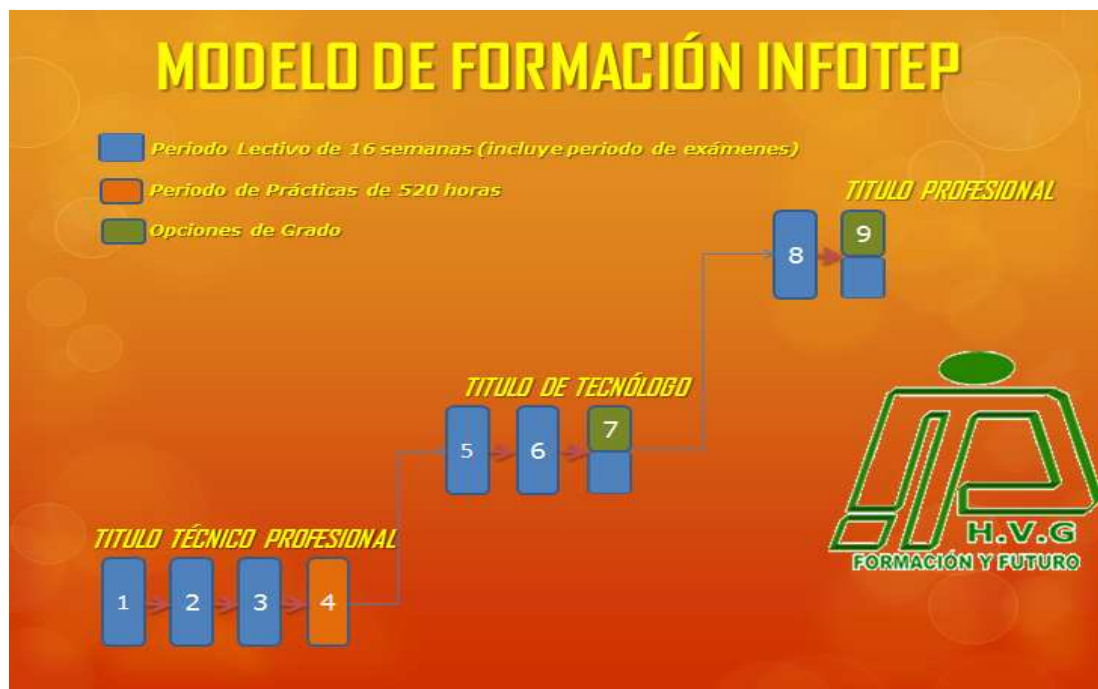 MODELO DE FORMACIÓN INFOTEP
Periodo Lectivo de 16 semanas (incluye periodo de exámenes)
Periodo de Prácticas de 520 horas
Opciones de Grado
TITULO PROFESIONAL
8
9
TITULO DE TECNÓLOGO
5
6
7
TITULO TÉCNICO PROFESIONAL
1
2
3
4
H.V.G
FORMACIÓN Y FUTURO